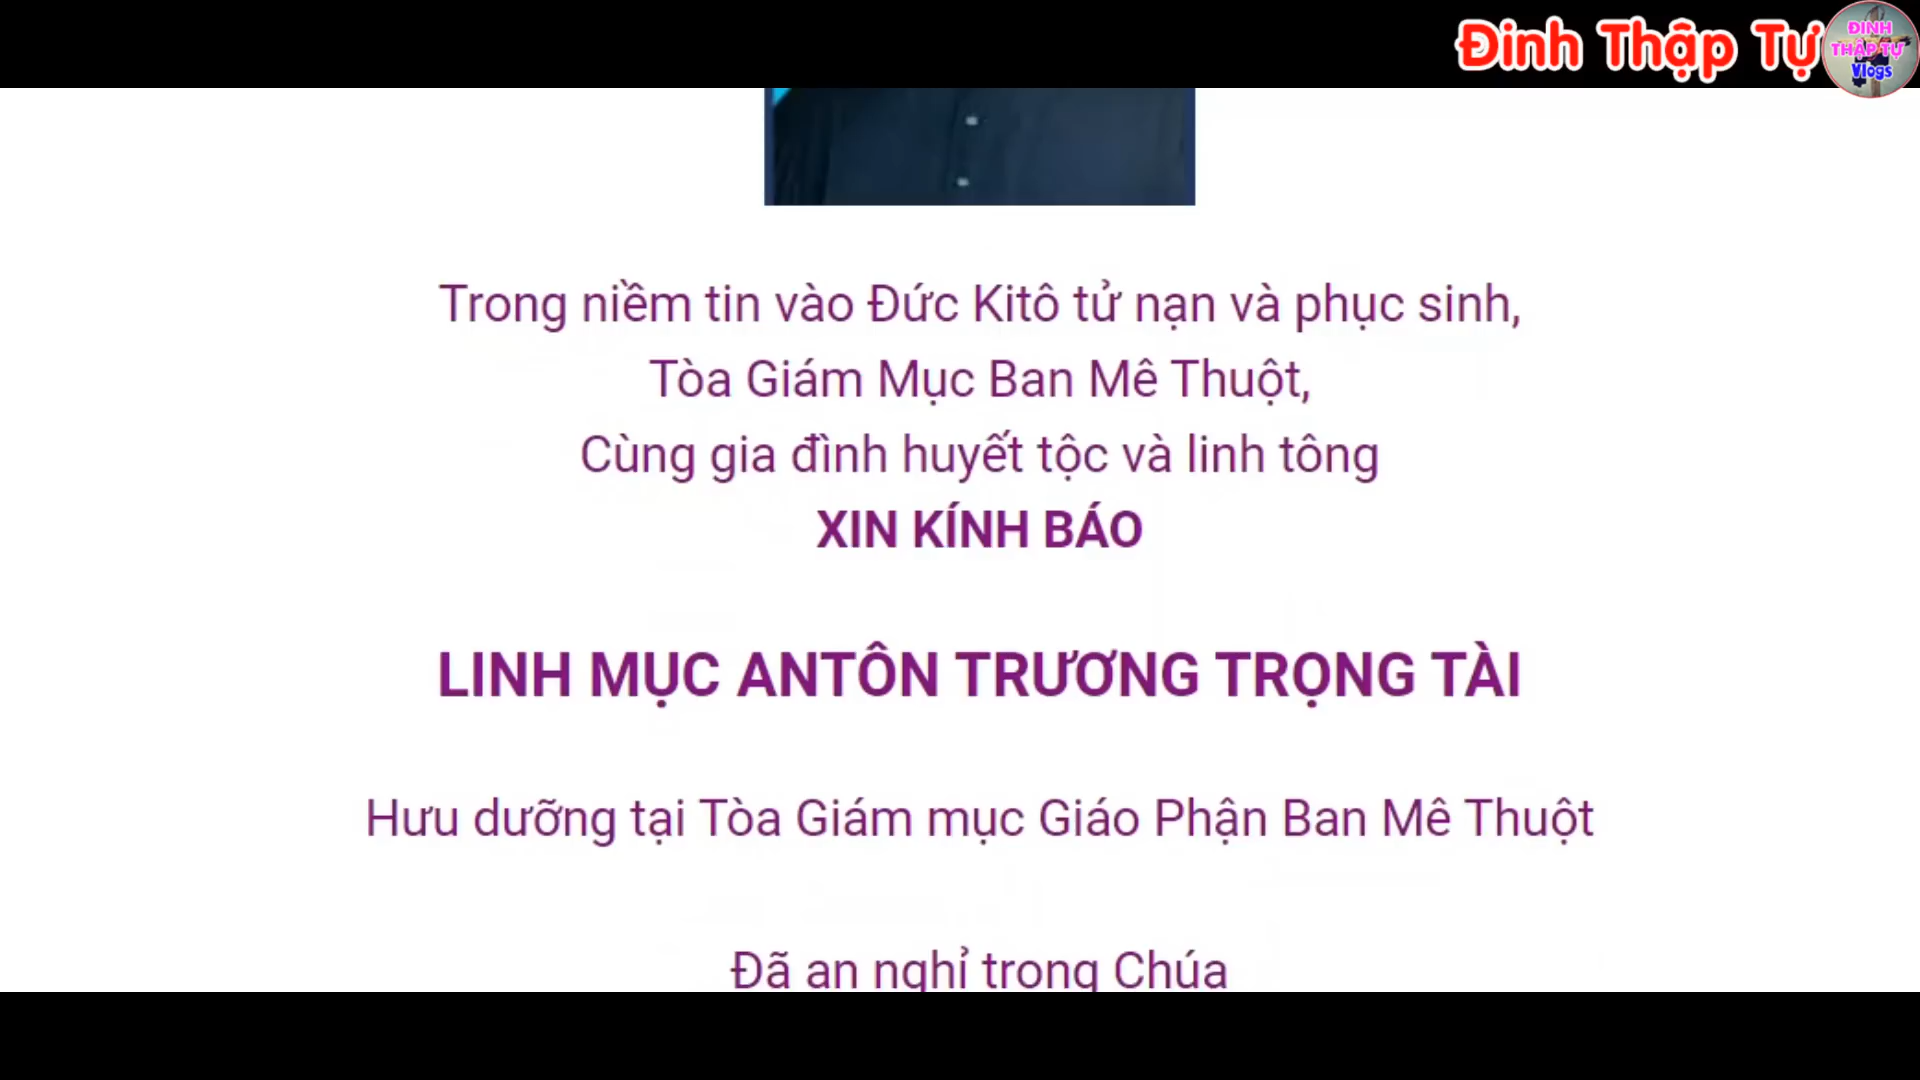 Đinh Thập Tự
ĐINH
THẬP TỰ
Vlogs
Trong niềm tin vào Đức Kitô tử nạn và phục sinh,
Tòa Giám Mục Ban Mê Thuột,
Cùng gia đình huyết tộc và linh tông
XIN KÍNH BÁO
LINH MỤC ANTÔN TRƯƠNG TRỌNG TÀI
Hưu dưỡng tại Tòa Giám mục Giáo Phận Ban Mê Thuột
Đã an nghỉ trong Chúa